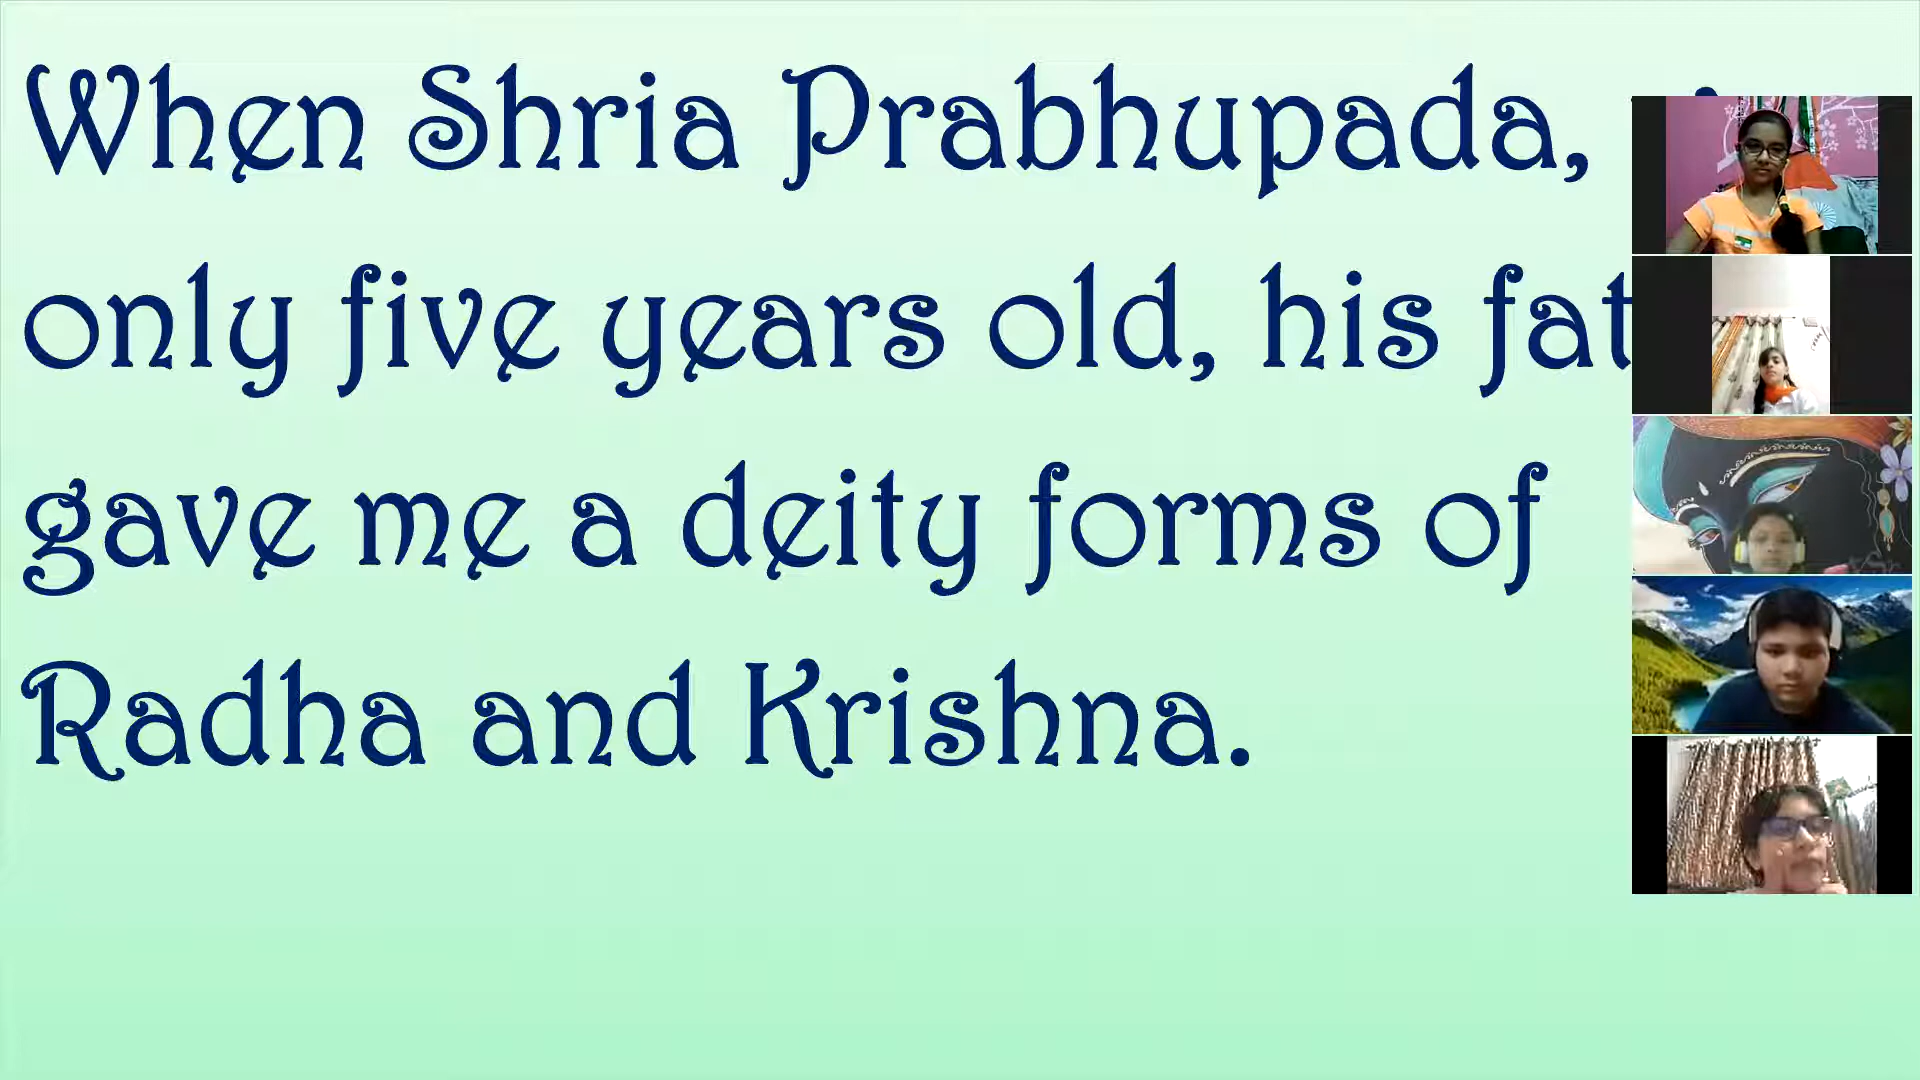 When Shria Prabhupada,
only five years old, his fat
gave me a deity forms of
Radha and Krishna.